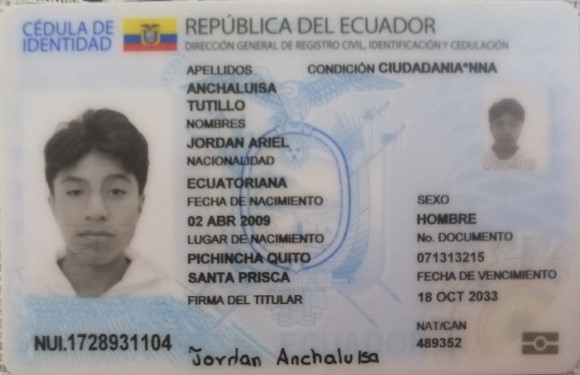 CÉDULA DE IDENTIDAD
REPÚBLICA DEL ECUADOR
DIRECCIÓN GENERAL DE REGISTRO CIVIL, IDENTIFICACIÓN Y CEDULACIÓN
APELLIDOS
CONDICIÓN CIUDADANIA*NNA
ANCHALUISA
TUTILLO
NOMBRES
JORDAN ARIEL
NACIONALIDAD
ECUATORIANA
FECHA DE NACIMIENTO
02 ABR 2009
LUGAR DE NACIMIENTO
PICHINCHA QUITO
SANTA PRISCA
FIRMA DEL TITULAR
SEXO
HOMBRE
No. DOCUMENTO
071313215
FECHA DE VENCIMIENTO
18 OCT 2033
NAT/CAN
489352
NUI.1728931104
Jordan Anchaluisa